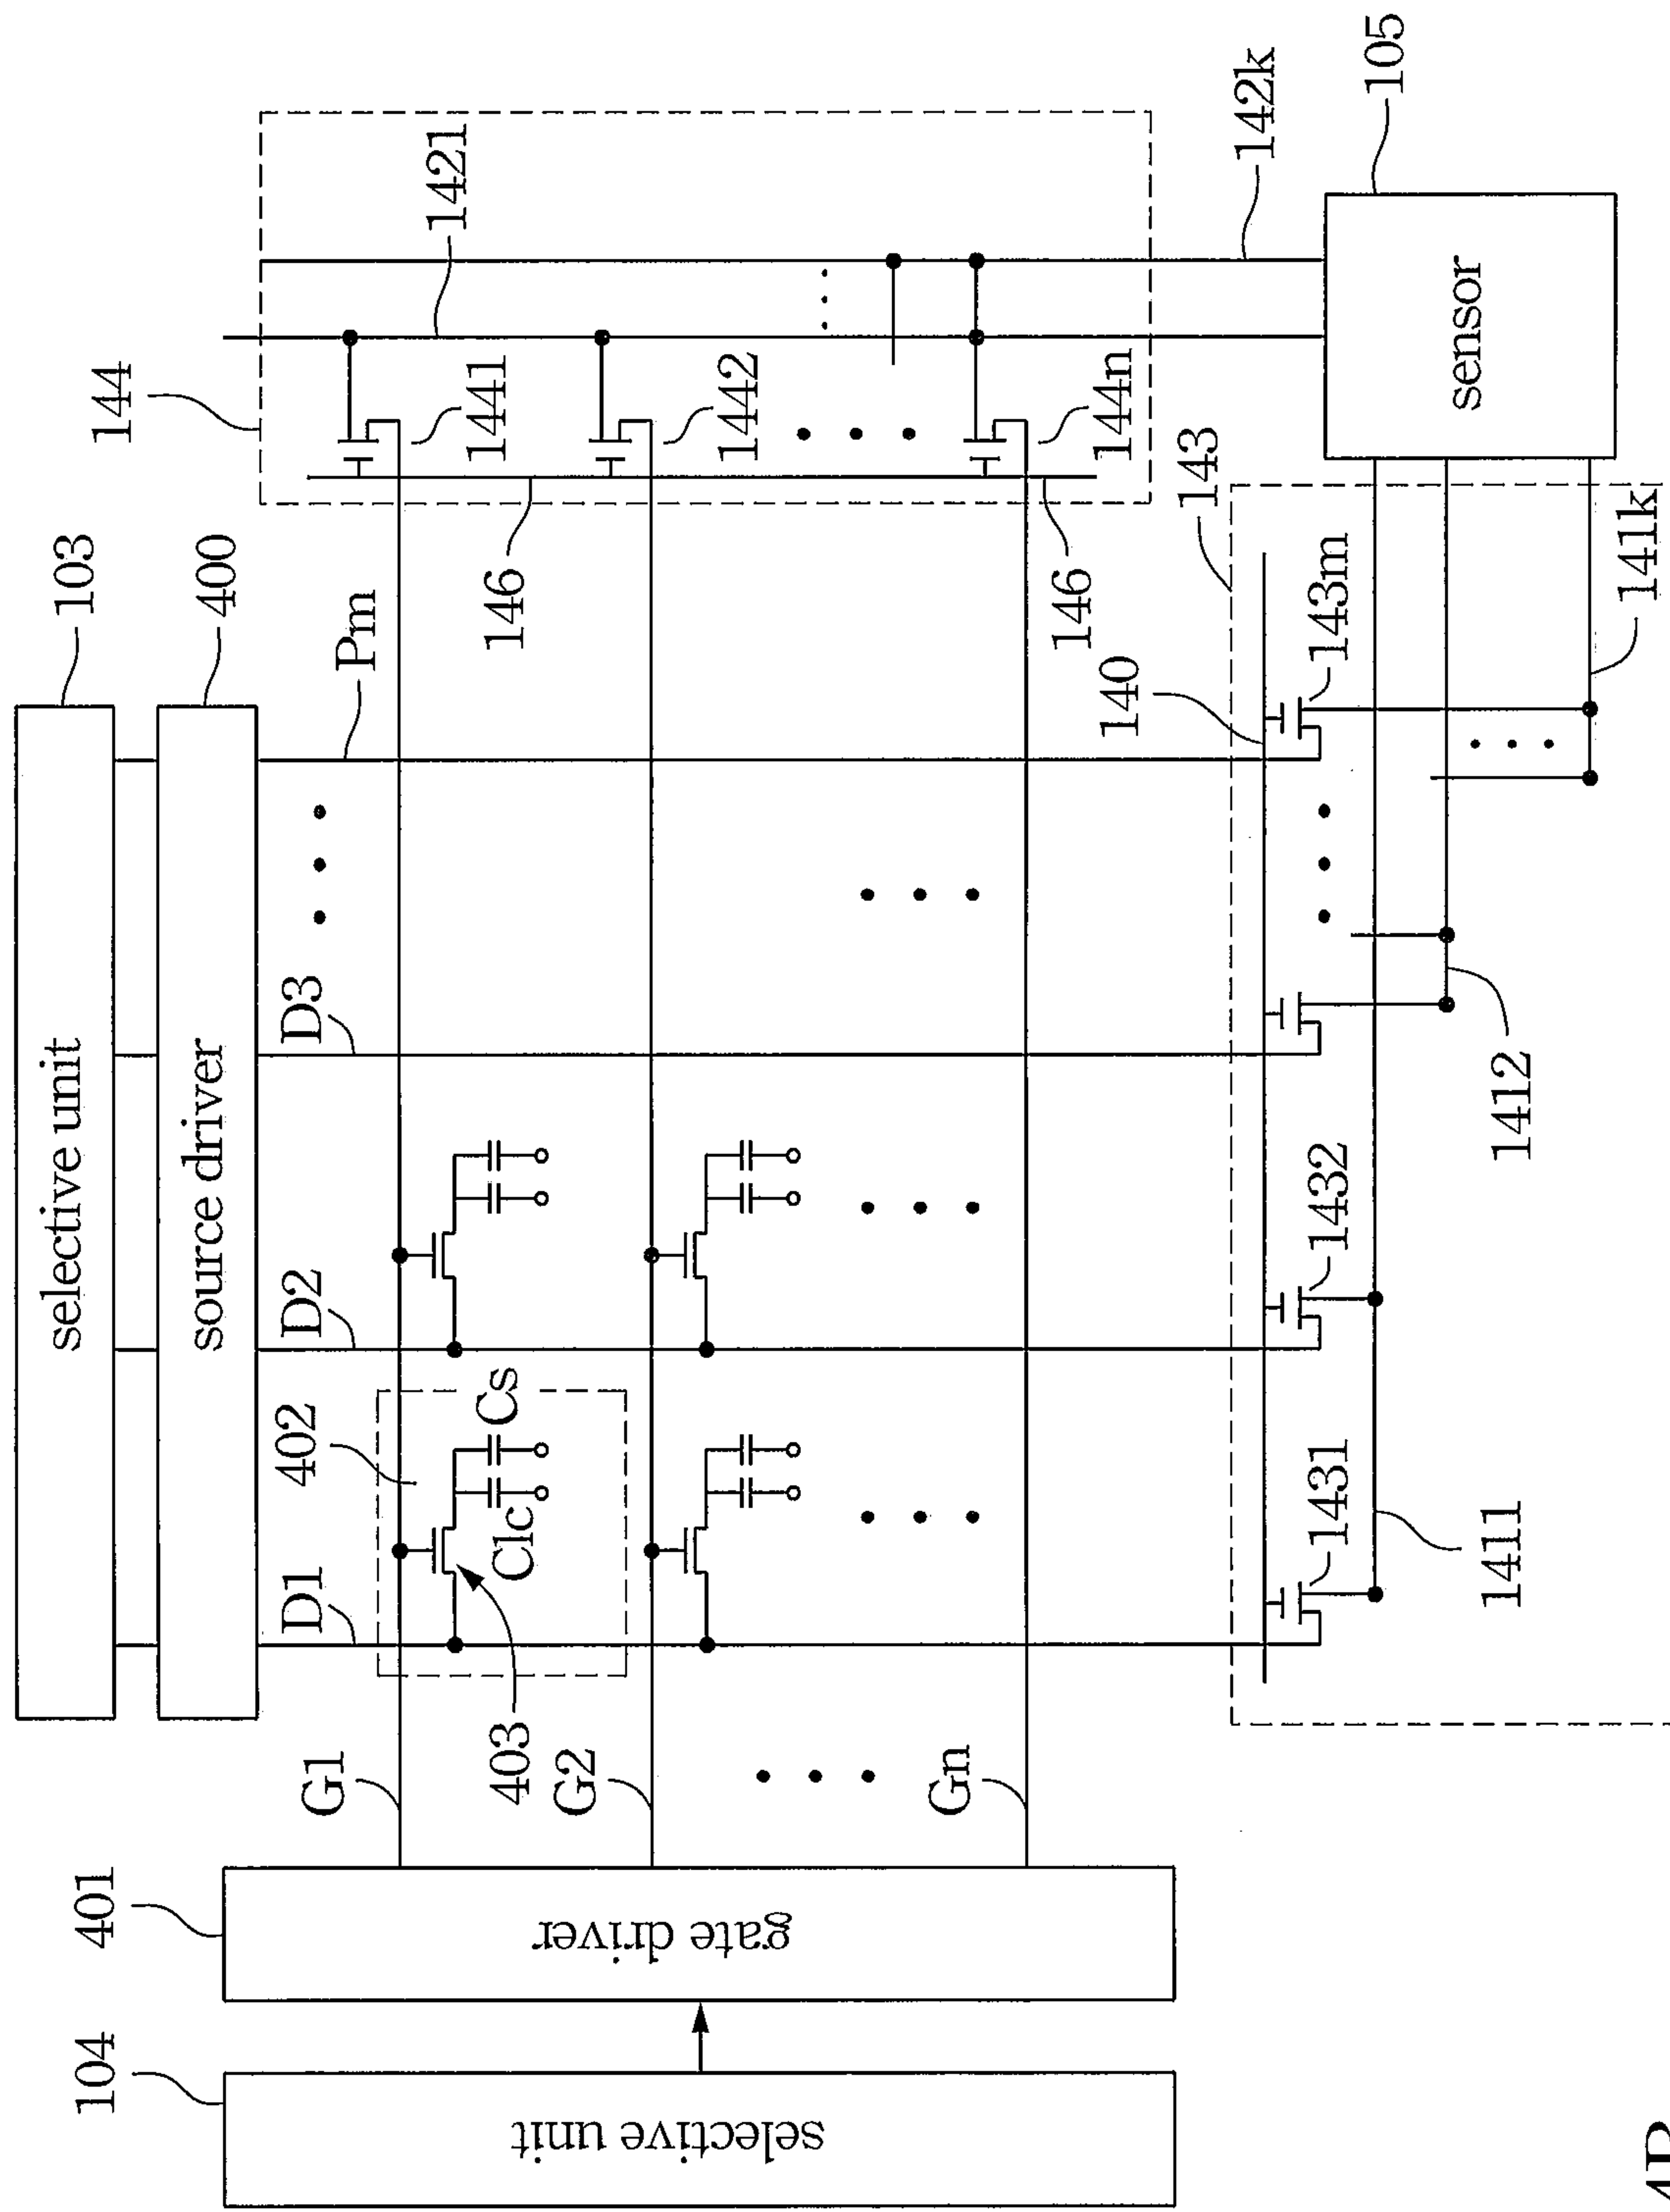 selective unit
103
source driver
400
D1
D2
D3
Pm
144
1421
1441
1442
144n
146
146
142k
sensor
105
G1
G2
Gn
402
403
Clc
Cs
401
gate driver
104
selective unit
140
143
1431
1432
143m
1411
1412
141k
4B